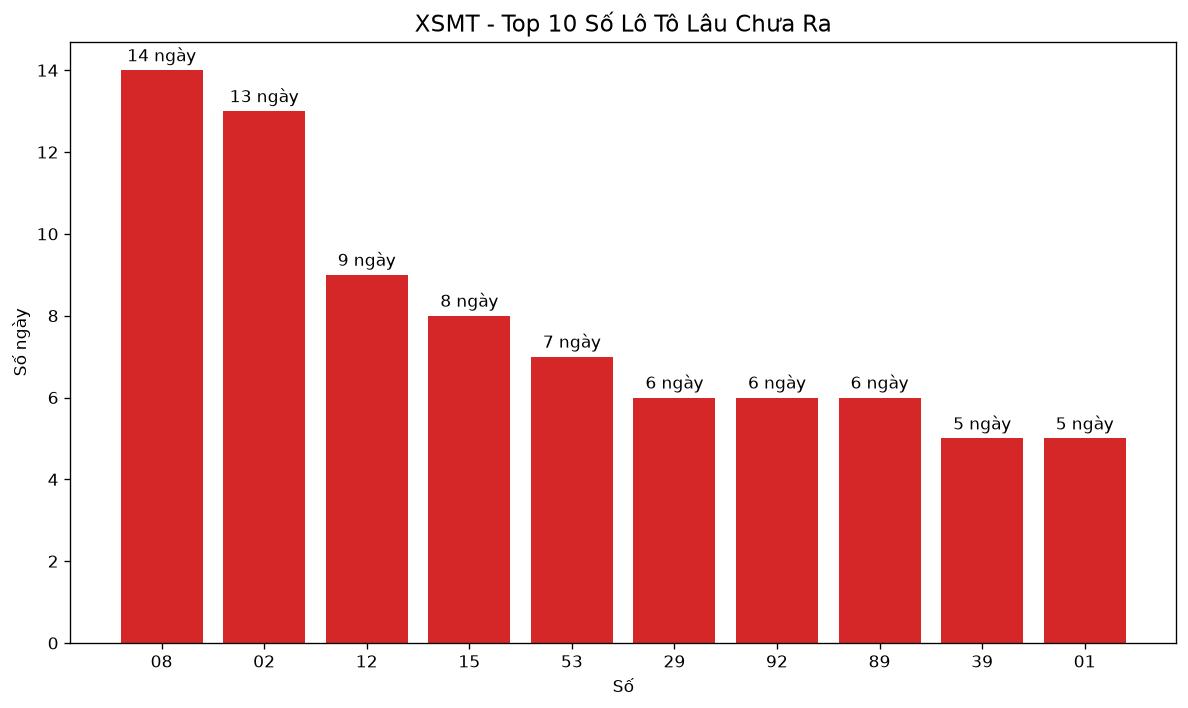 XSMT - Top 10 Số Lô Tô Lâu Chưa Ra
14 ngày
13 ngày
9 ngày
8 ngày
7 ngày
6 ngày
6 ngày
6 ngày
5 ngày
5 ngày
Số ngày
14
12
10
8
6
4
2
0
08 02 12 15 53 29 92 89 39 01
Số